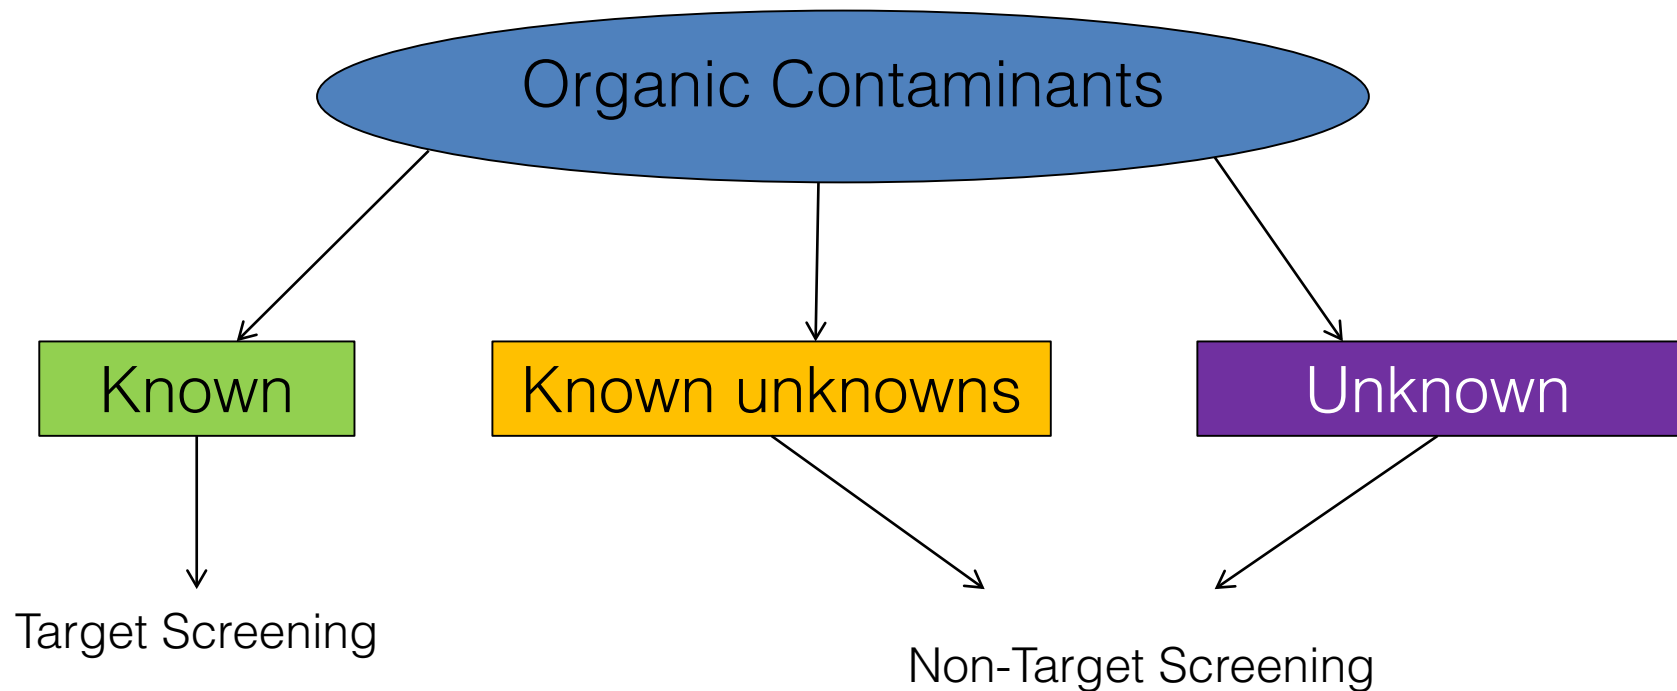 Organic Contaminants
Known
Known unknowns
Unknown
Target Screening
Non-Target Screening